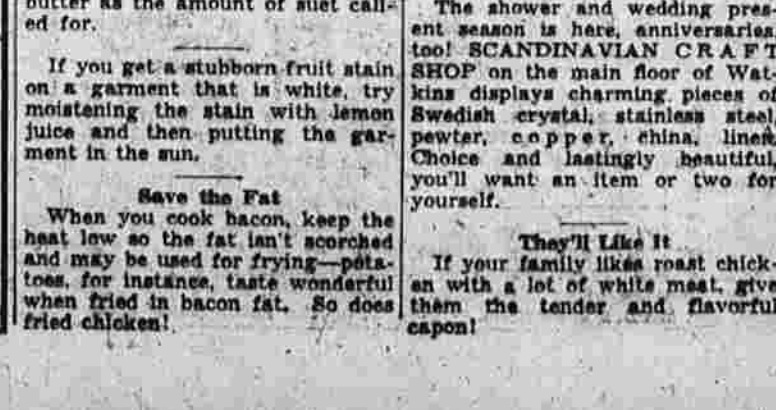 butter as the amount of suet call-
ed for.
If you get a stubborn fruit stain
on a garment that is white, try
moistening the stain with lemon
juice and then putting the gar-
ment in the sun.
Save the Fat
When you cook bacon, keep the
heat low so the fat isn't scorched
and may be used for frying—pota-
toes, for instance, taste wonderful
when fried in bacon fat. So does
fried chicken!
The shower and wedding pres-
ent season is here, anniversaries
too! SCANDINAVIAN CRAFT
SHOP on the main floor of Wat-
kins displays charming pieces of
Swedish crystal, stainless steel,
pewter, copper, china, linen.
Choice and lastingly beautiful,
you'll want an item or two for
yourself.
They'll Like It
If your family likes roast chick-
en with a lot of white meat, give
them the tender and flavorful
capon!